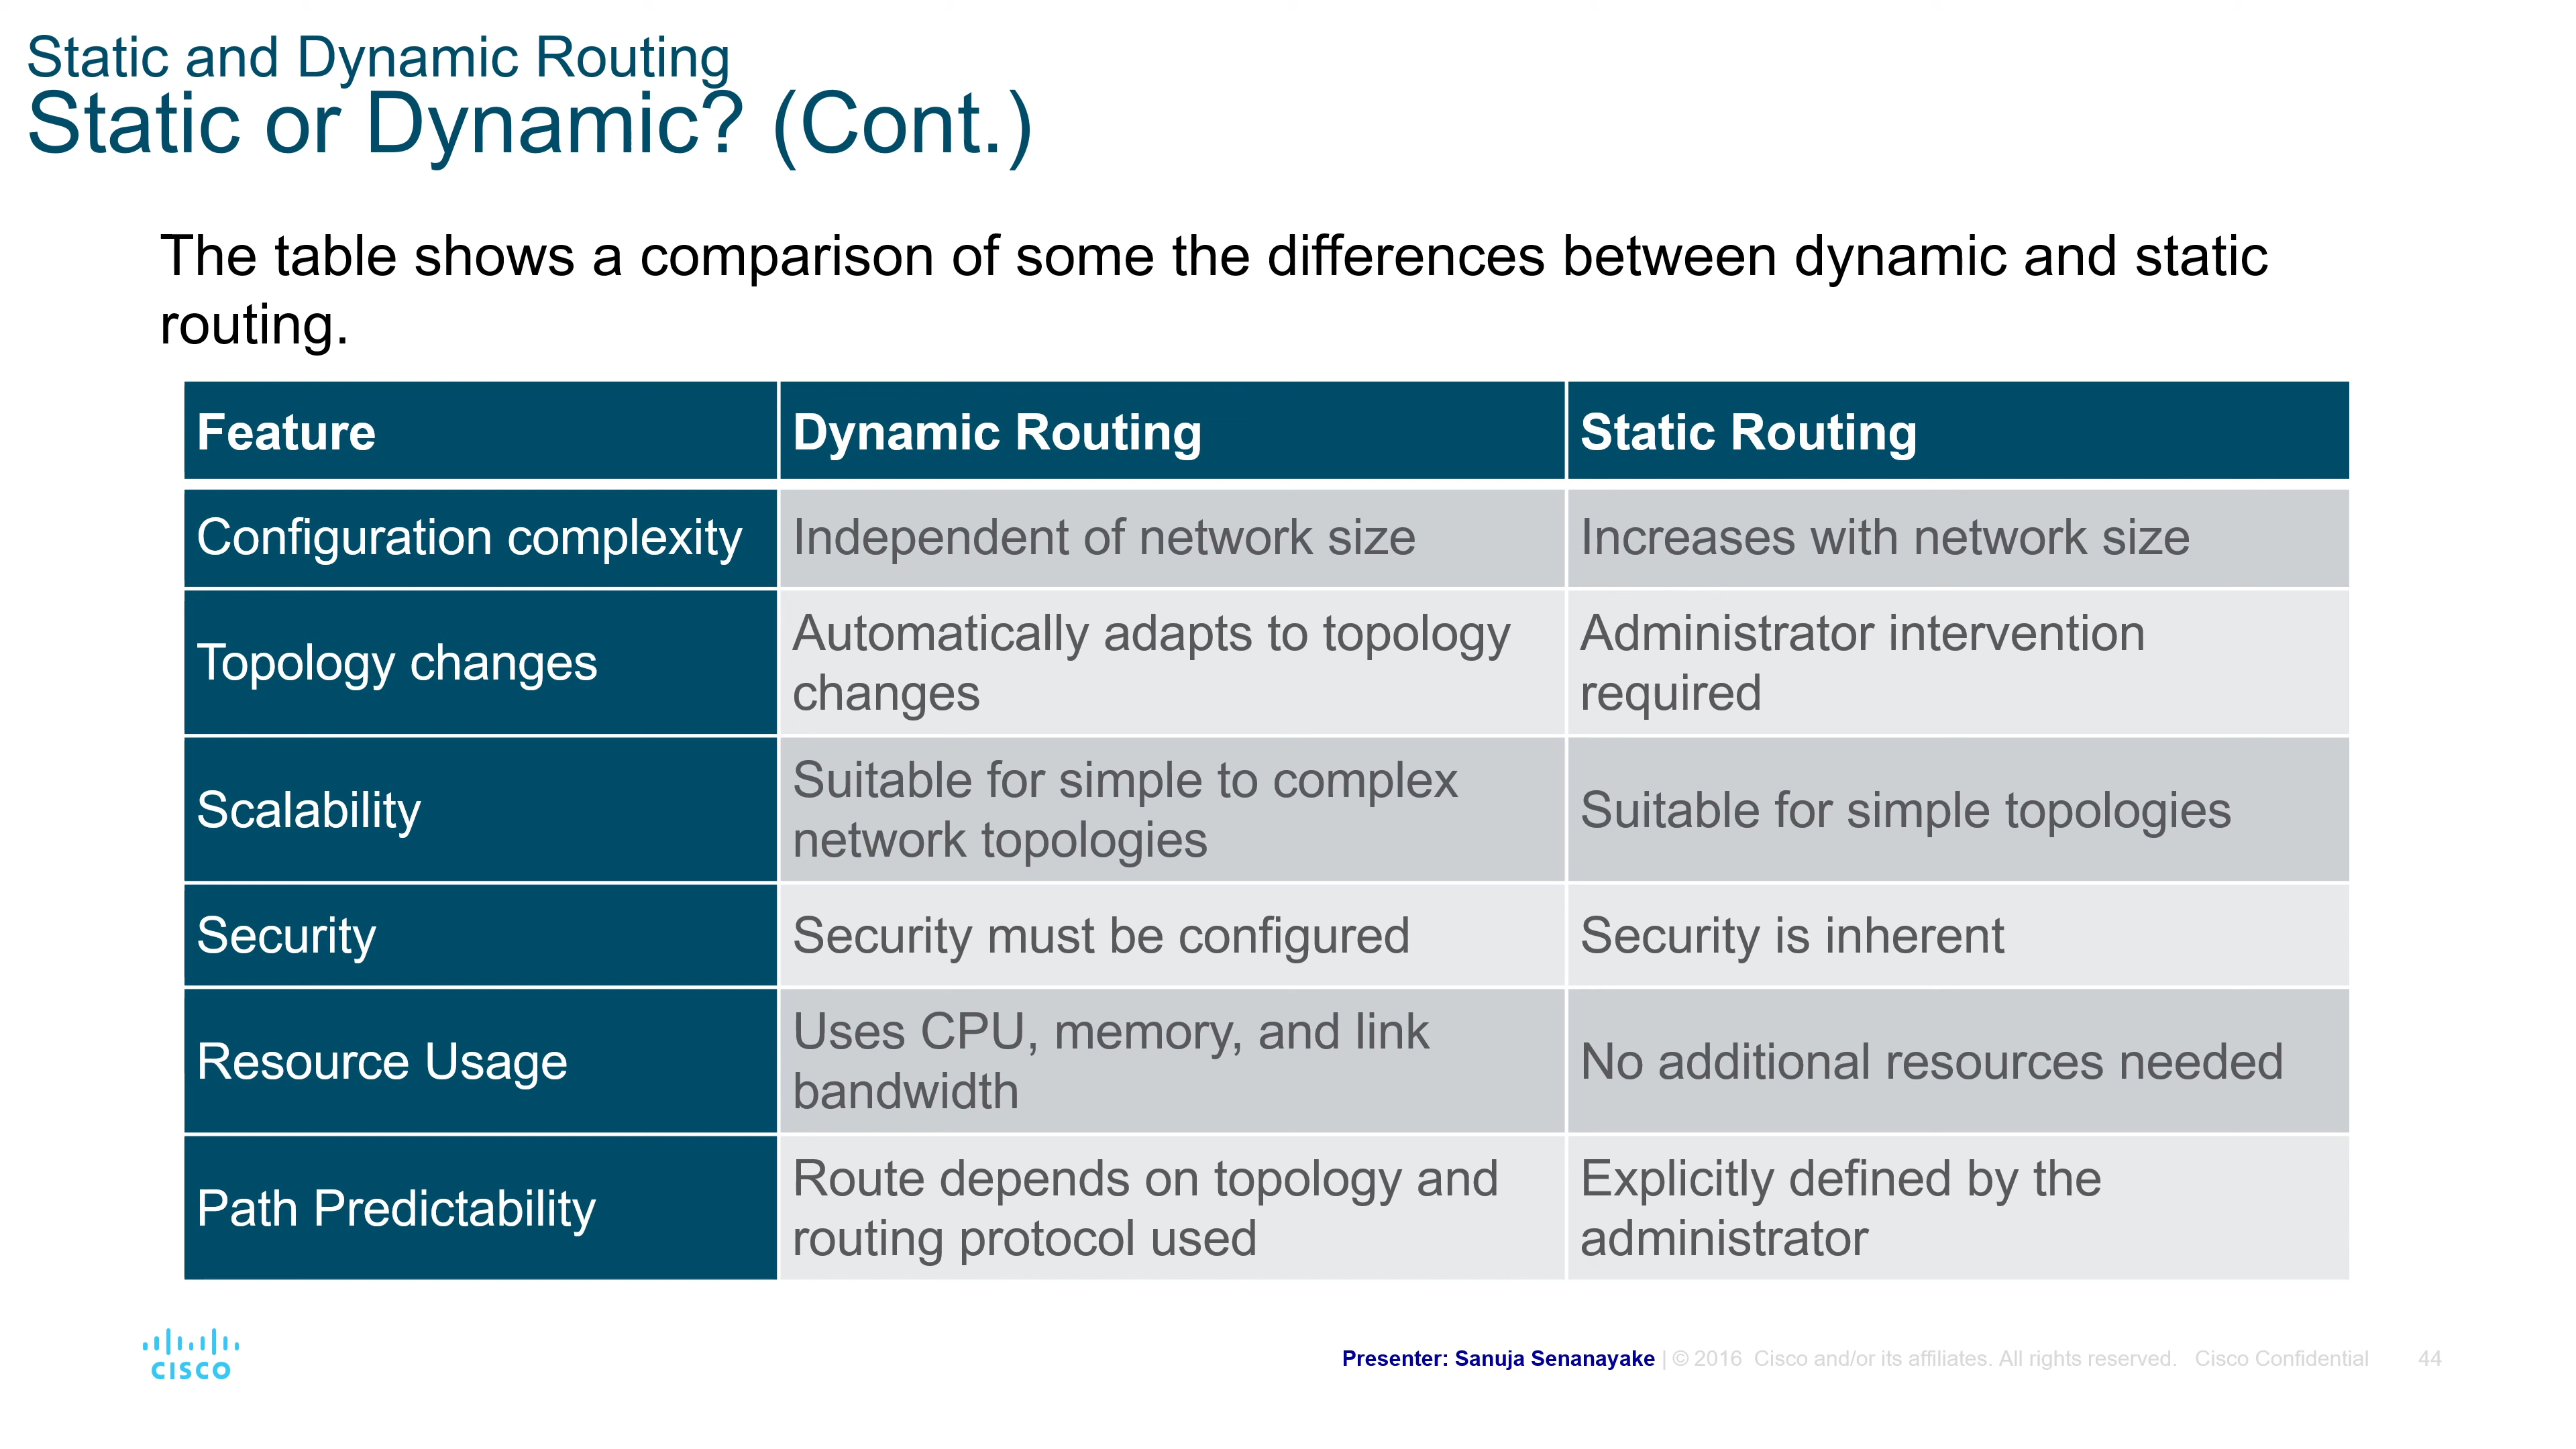 Static and Dynamic Routing
Static or Dynamic? (Cont.)
The table shows a comparison of some the differences between dynamic and static
routing.
Feature
Dynamic Routing
Static Routing
Configuration complexity
Independent of network size
Increases with network size
Topology changes
Automatically adapts to topology
changes
Administrator intervention
required
Scalability
Suitable for simple to complex
network topologies
Suitable for simple topologies
Security
Security must be configured
Security is inherent
Resource Usage
Uses CPU, memory, and link
bandwidth
No additional resources needed
Path Predictability
Route depends on topology and
routing protocol used
Explicitly defined by the
administrator
CISCO
Presenter: Sanuja Senanayake | © 2016 Cisco and/or its affiliates. All rights reserved. Cisco Confidential 44